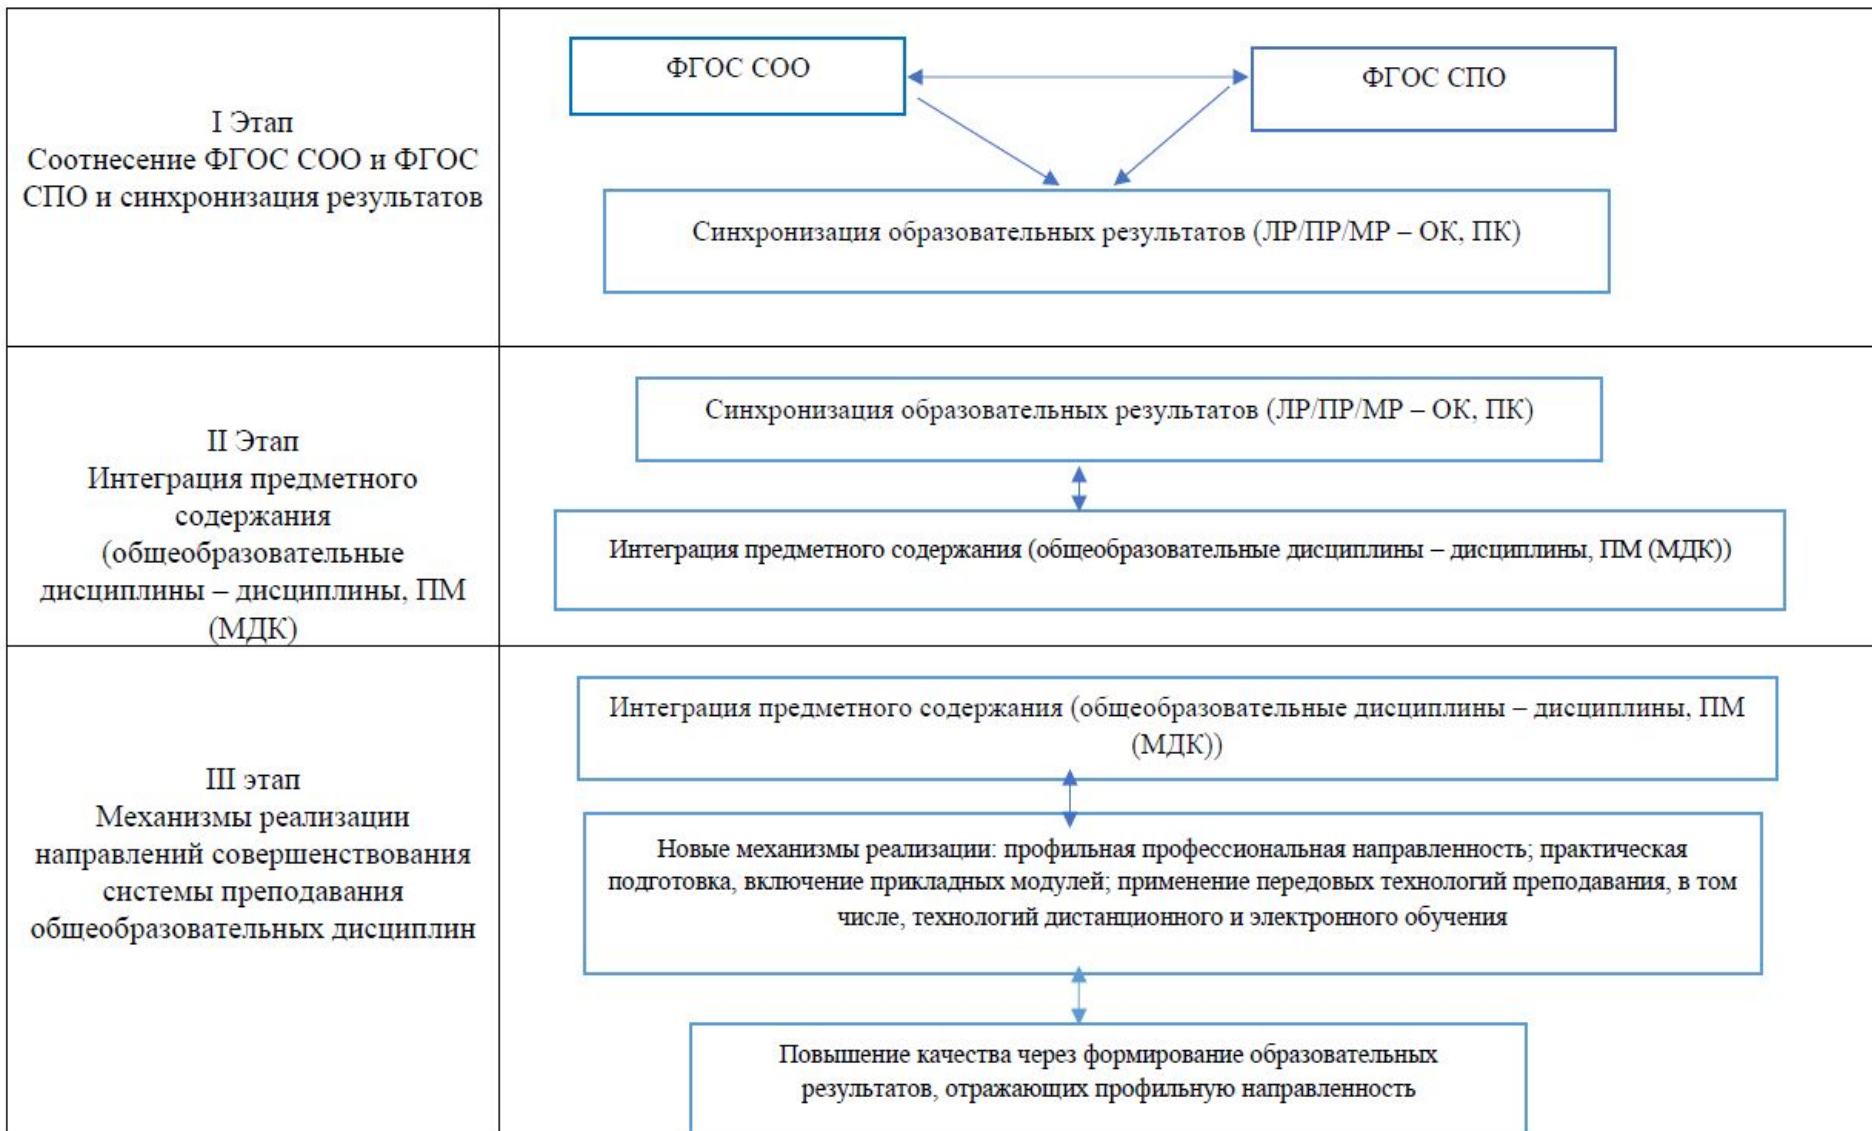 I Этап
Соотнесение ФГОС СОО и ФГОС
СПО и синхронизация результатов
ФГОС СОО
ФГОС СПО
Синхронизация образовательных результатов (ЛР/ПР/МР – ОК, ПК)
II Этап
Интеграция предметного
содержания
(общеобразовательные
дисциплины – дисциплины, ПМ
(МДК)
Синхронизация образовательных результатов (ЛР/ПР/МР – ОК, ПК)
Интеграция предметного содержания (общеобразовательные дисциплины – дисциплины, ПМ (МДК))
III этап
Механизмы реализации
направлений совершенствования
системы преподавания
общеобразовательных дисциплин
Интеграция предметного содержания (общеобразовательные дисциплины – дисциплины, ПМ
(МДК))
Новые механизмы реализации: профильная профессиональная направленность; практическая
подготовка, включение прикладных модулей; применение передовых технологий преподавания, в том
числе, технологий дистанционного и электронного обучения
Повышение качества через формирование образовательных
результатов, отражающих профильную направленность